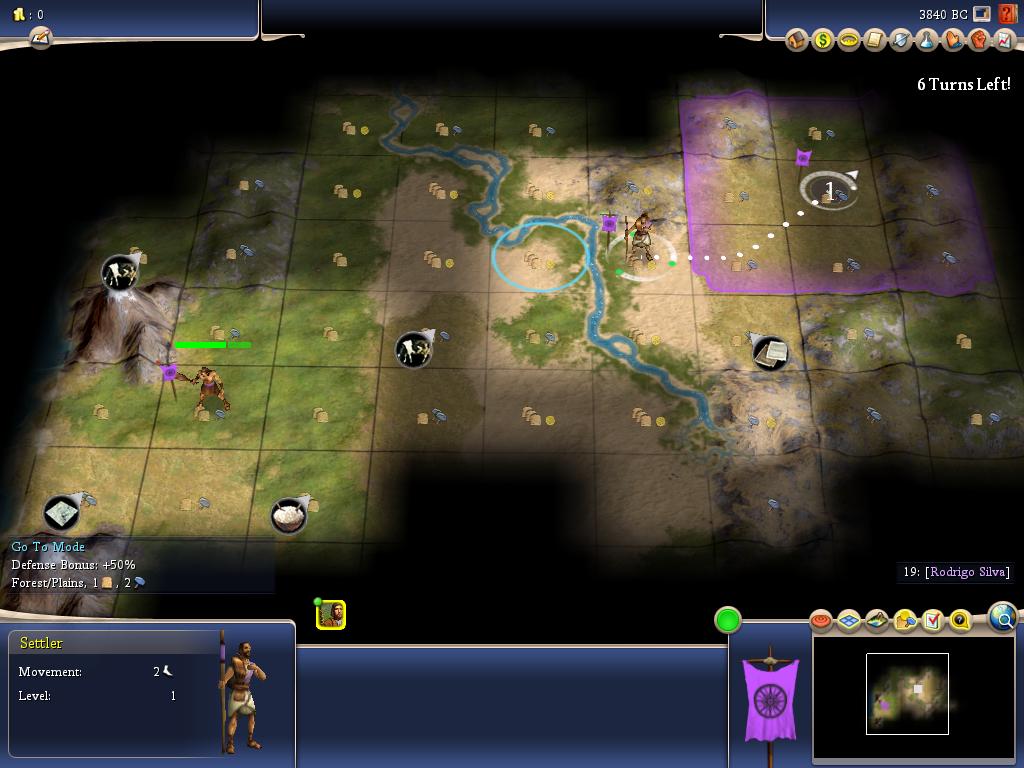 : 0
3840 BC
6 Turns Left!
1
Go To Mode
Defense Bonus: +50%
Forest/Plains, 1 , 2
19: [Rodrigo Silva]
Settler
Movement: 2
Level: 1